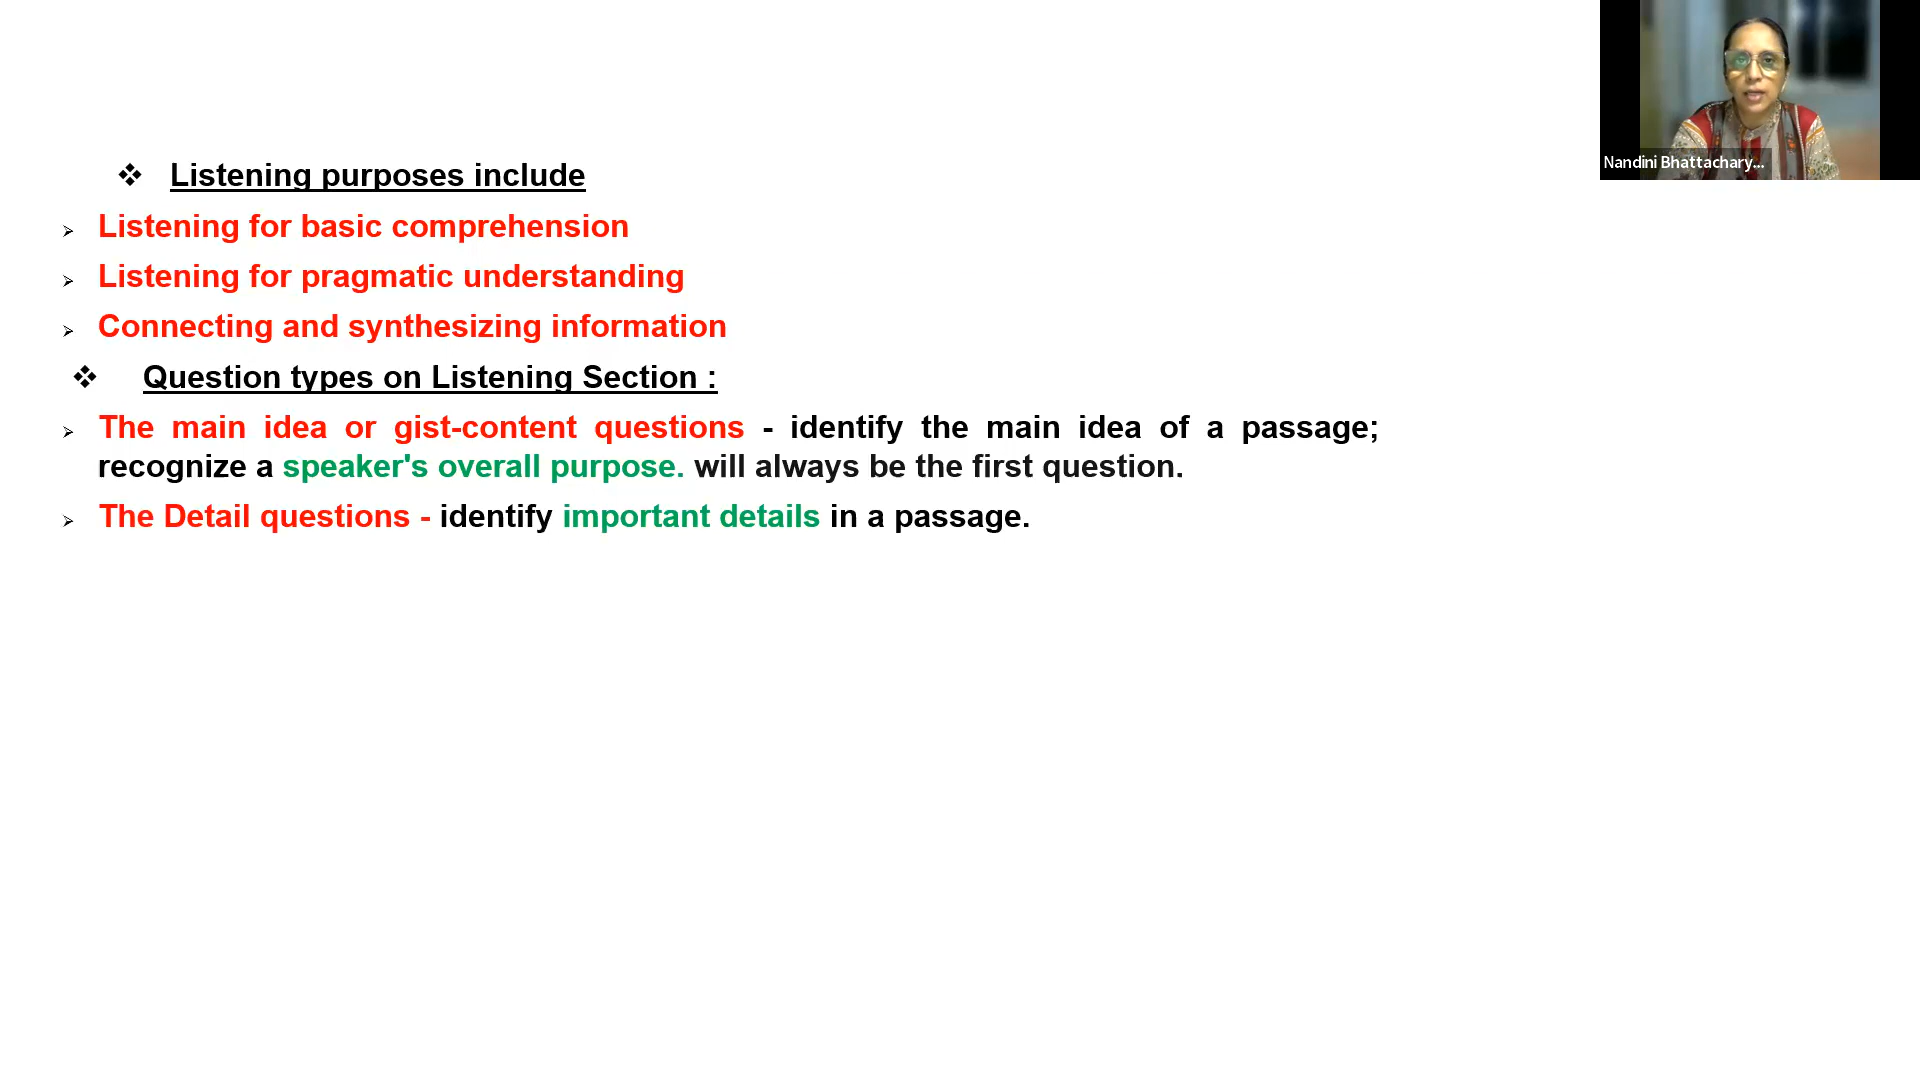 Nandini Bhattachary...
❖ Listening purposes include
➢ Listening for basic comprehension
➢ Listening for pragmatic understanding
➢ Connecting and synthesizing information
❖ Question types on Listening Section :
➢ The main idea or gist-content questions - identify the main idea of a passage;
recognize a speaker's overall purpose. will always be the first question.
➢ The Detail questions - identify important details in a passage.